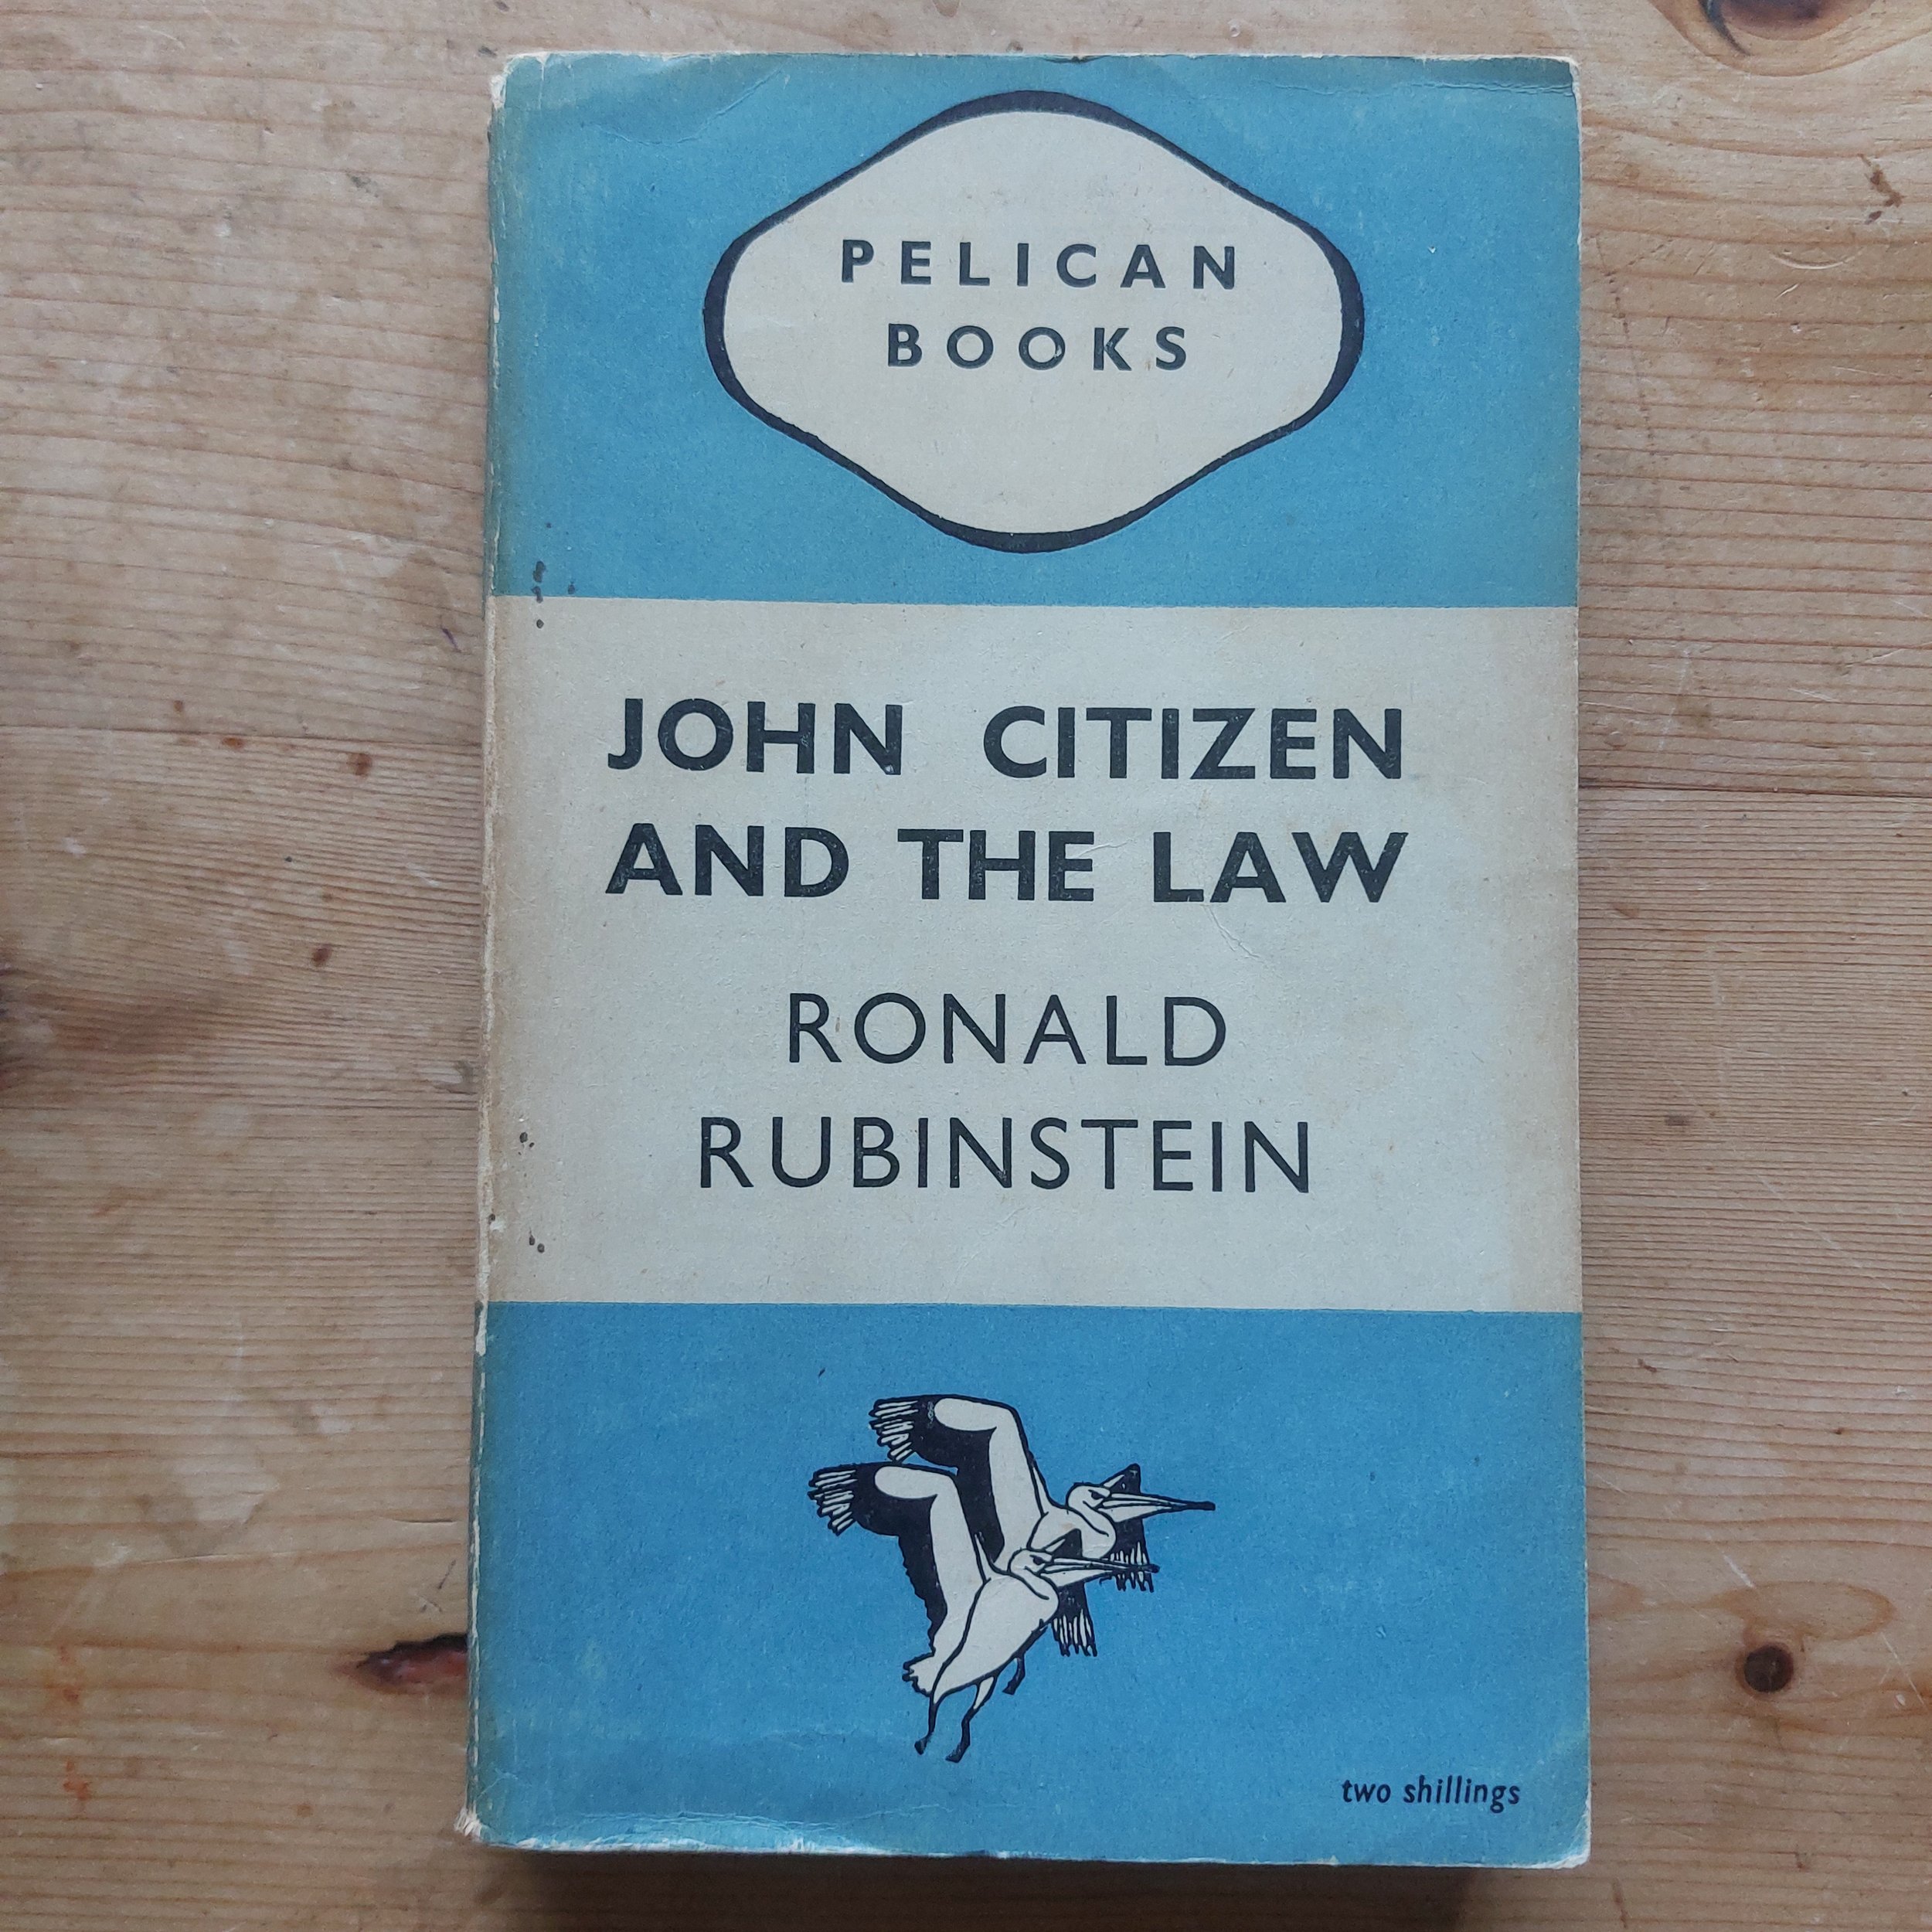 PELICAN
BOOKS
JOHN CITIZEN
AND THE LAW
RONALD
RUBINSTEIN
two shillings